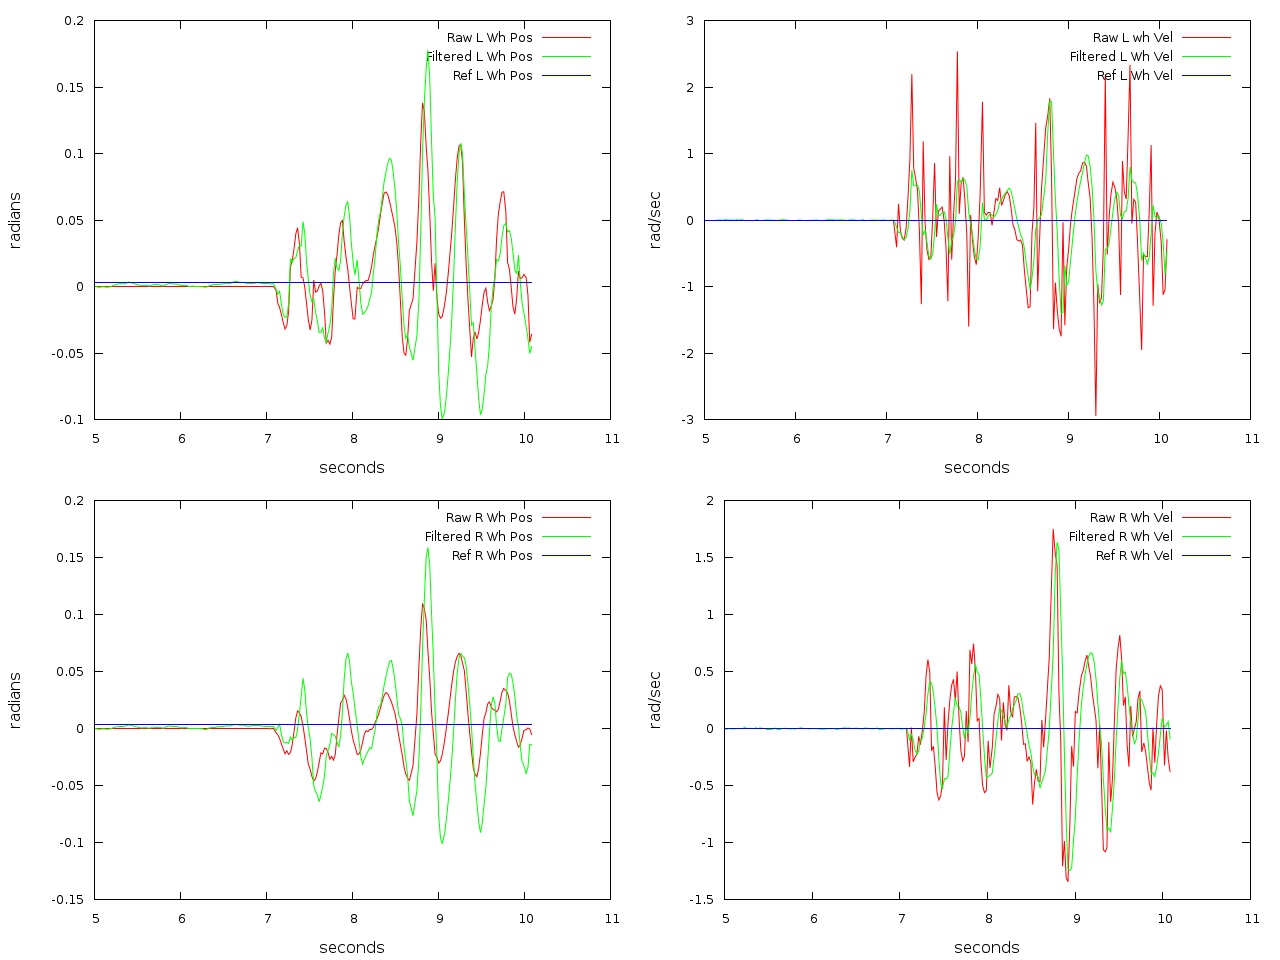 0.2
0.15
0.1
0.05
0
-0.05
-0.1
5 6 7 8 9 10 11
radians
seconds
Raw L Wh Pos
Filtered L Wh Pos
Ref L Wh Pos
3
2
1
0
-1
-2
-3
5 6 7 8 9 10 11
rad/sec
seconds
Raw L wh Vel
Filtered L Wh Vel
Ref L Wh Vel
0.2
0.15
0.1
0.05
0
-0.05
-0.1
-0.15
5 6 7 8 9 10 11
radians
seconds
Raw R Wh Pos
Filtered R Wh Pos
Ref R Wh Pos
2
1.5
1
0.5
0
-0.5
-1
-1.5
5 6 7 8 9 10 11
rad/sec
seconds
Raw R Wh Vel
Filtered R Wh Vel
Ref R Wh Vel